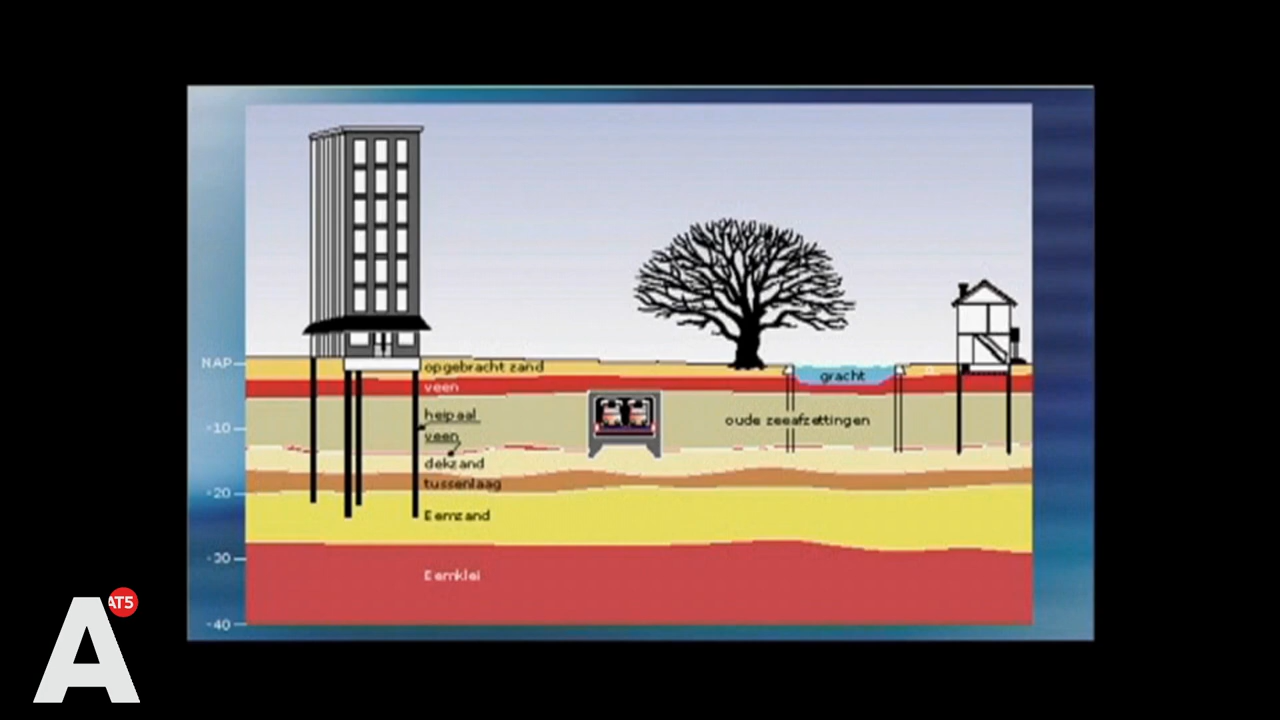 NAP
opgebracht zand
veen
gracht
heipaal
-10
oude zeeafzettingen
veen
dekzand
tussenlaag
-20
Eemzand
-30
Eemklei
-40
A
AT5